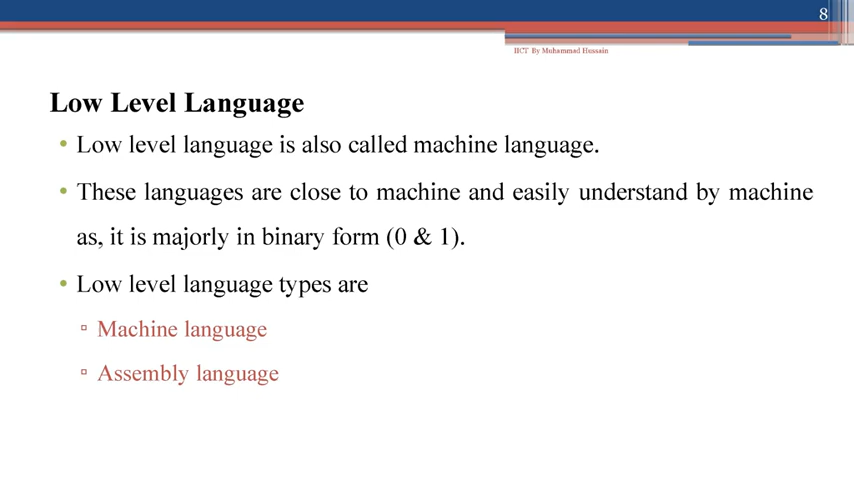 8
IICT By Muhammad Hussain
Low Level Language
• Low level language is also called machine language.
• These languages are close to machine and easily understand by machine
as, it is majorly in binary form (0 & 1).
• Low level language types are
▫ Machine language
▫ Assembly language